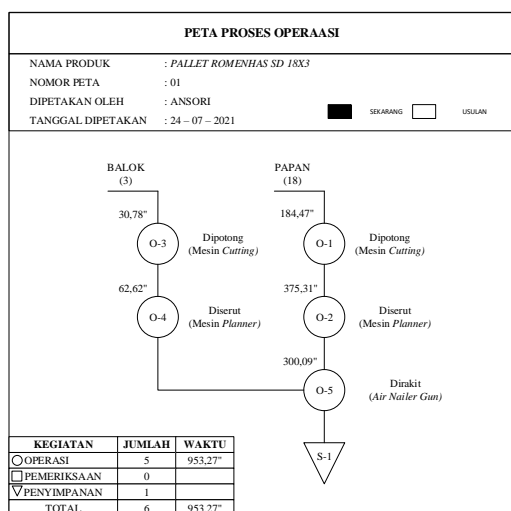 PETA PROSES OPERAASI
NAMA PRODUK : PALLET ROMENHAS SD 18X3
NOMOR PETA : 01
DIPETAKAN OLEH : ANSORI
TANGGAL DIPETAKAN : 24 – 07 – 2021
SEKARANG USULAN
BALOK PAPAN
(3) (18)
30,78" 184,47"
O-3 Dipotong O-1 Dipotong
(Mesin Cutting) (Mesin Cutting)
62,62" 375,31"
O-4 Diserut O-2 Diserut
(Mesin Planner) (Mesin Planner)
300,09"
O-5 Dirakit
(Air Nailer Gun)
S-1
KEGIATAN JUMLAH WAKTU
OPERASI 5 953,27"
PEMERIKSAAN 0
PENYIMPANAN 1
TOTAL 6 953,27"